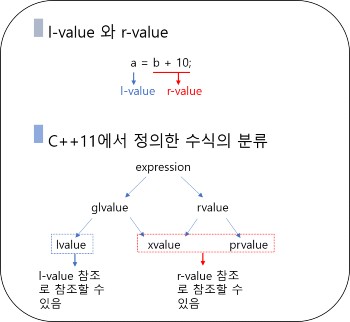 l-value 와 r-value
a = b + 10;
l-value r-value
C++11에서 정의한 수식의 분류
expression
glvalue rvalue
lvalue xvalue prvalue
l-value 참조 r-value 참조
로 참조할 수 로 참조할 수
있음 있음